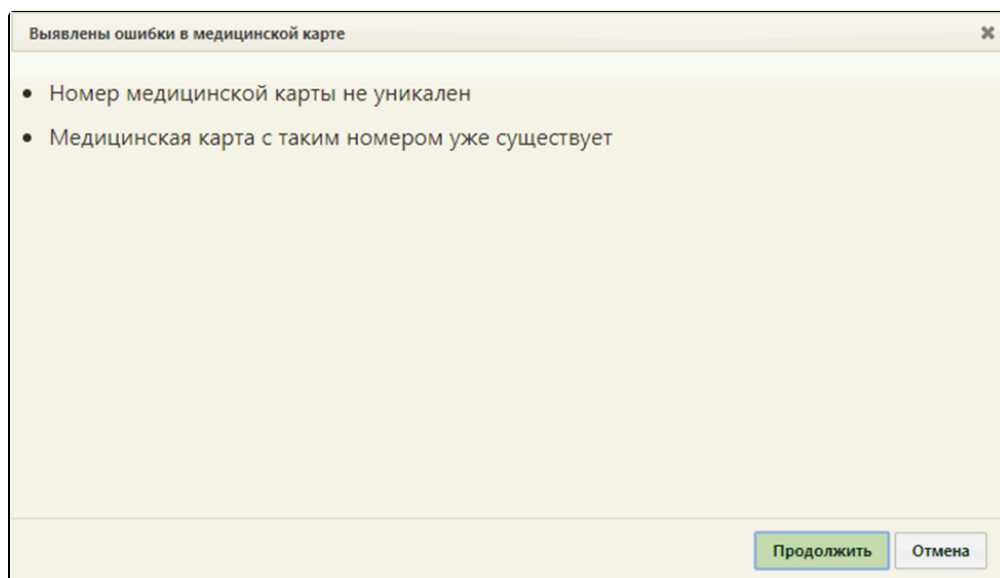 Выявлены ошибки в медицинской карте
Номер медицинской карты не уникален
Медицинская карта с таким номером уже существует
Продолжить
Отмена